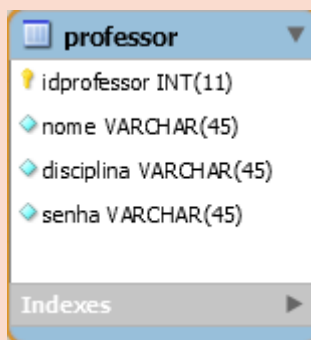 professor
idprofessor INT(11)
nome VARCHAR(45)
disciplina VARCHAR(45)
senha VARCHAR(45)
Indexes